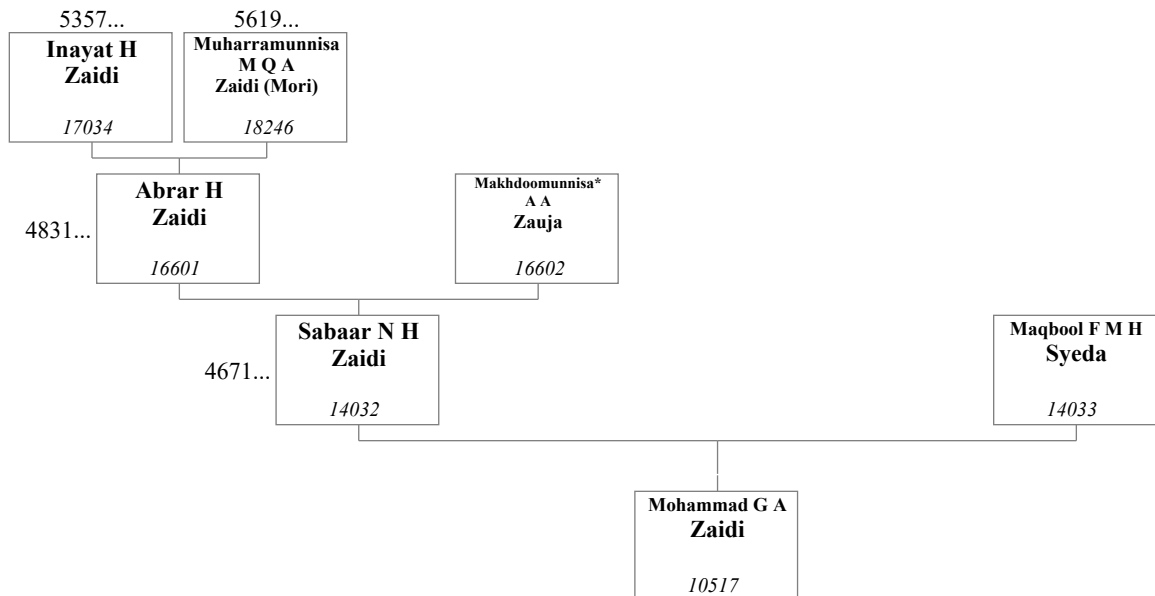 5357...
5619...
Inayat H
Zaidi
17034
Muharramunnisa
M Q A
Zaidi (Mori)
18246
4831...
Abrar H
Zaidi
16601
Makhdoomunnisa*
A A
Zauja
16602
4671...
Sabaar N H
Zaidi
14032
Maqbool F M H
Syeda
14033
Mohammad G A
Zaidi
10517